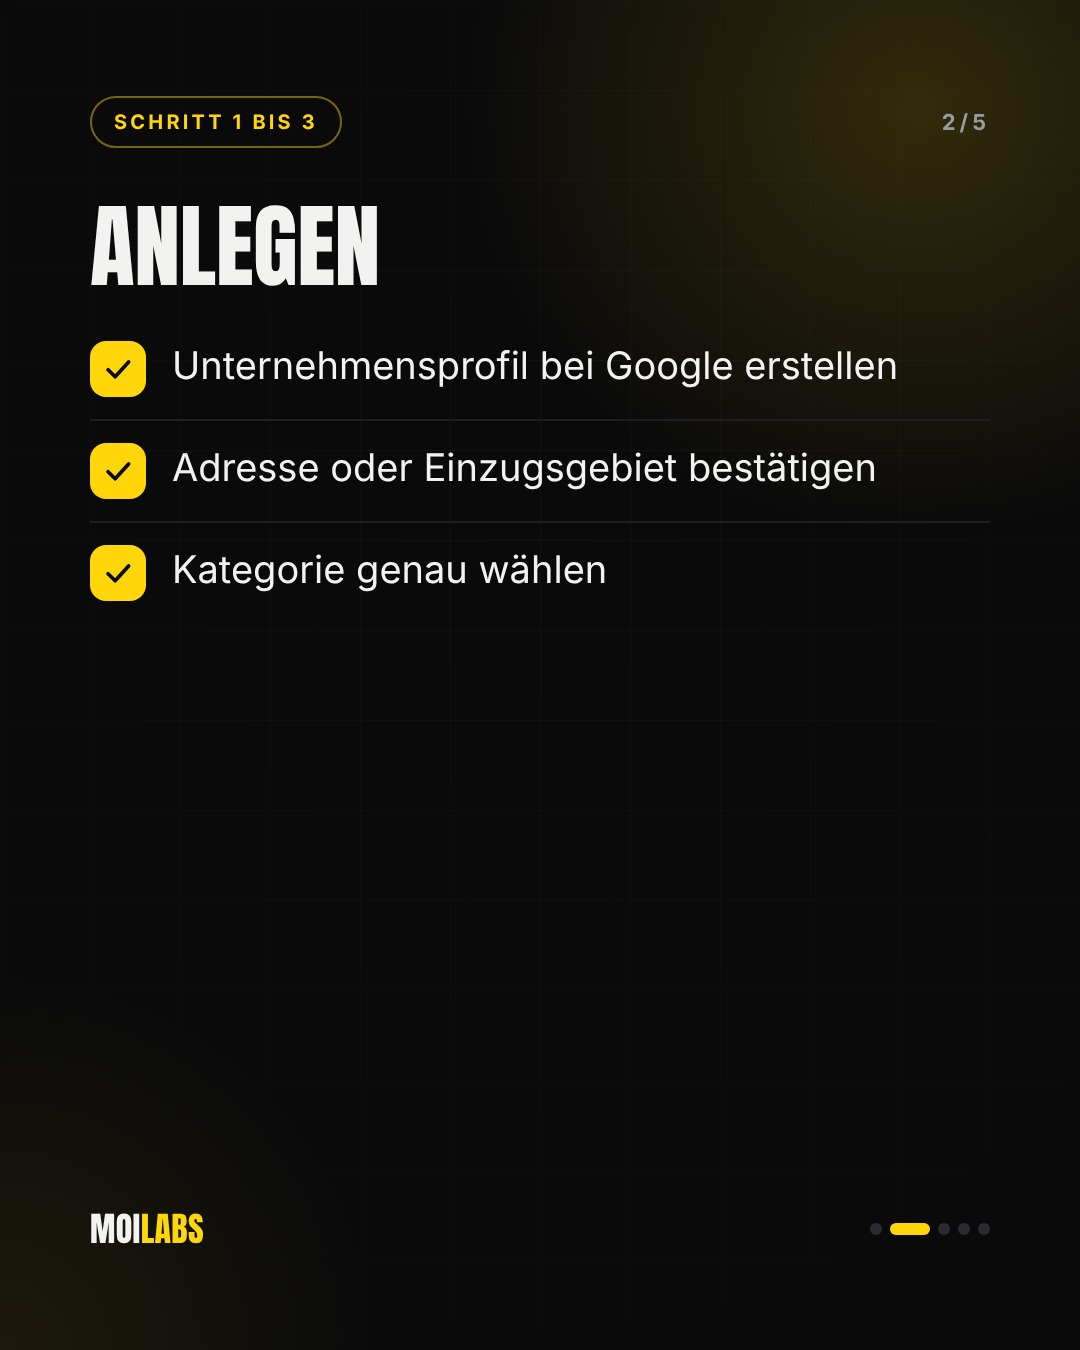 SCHRITT 1 BIS 3
2/5
ANLEGEN
Unternehmensprofil bei Google erstellen
Adresse oder Einzugsgebiet bestätigen
Kategorie genau wählen
MOILABS